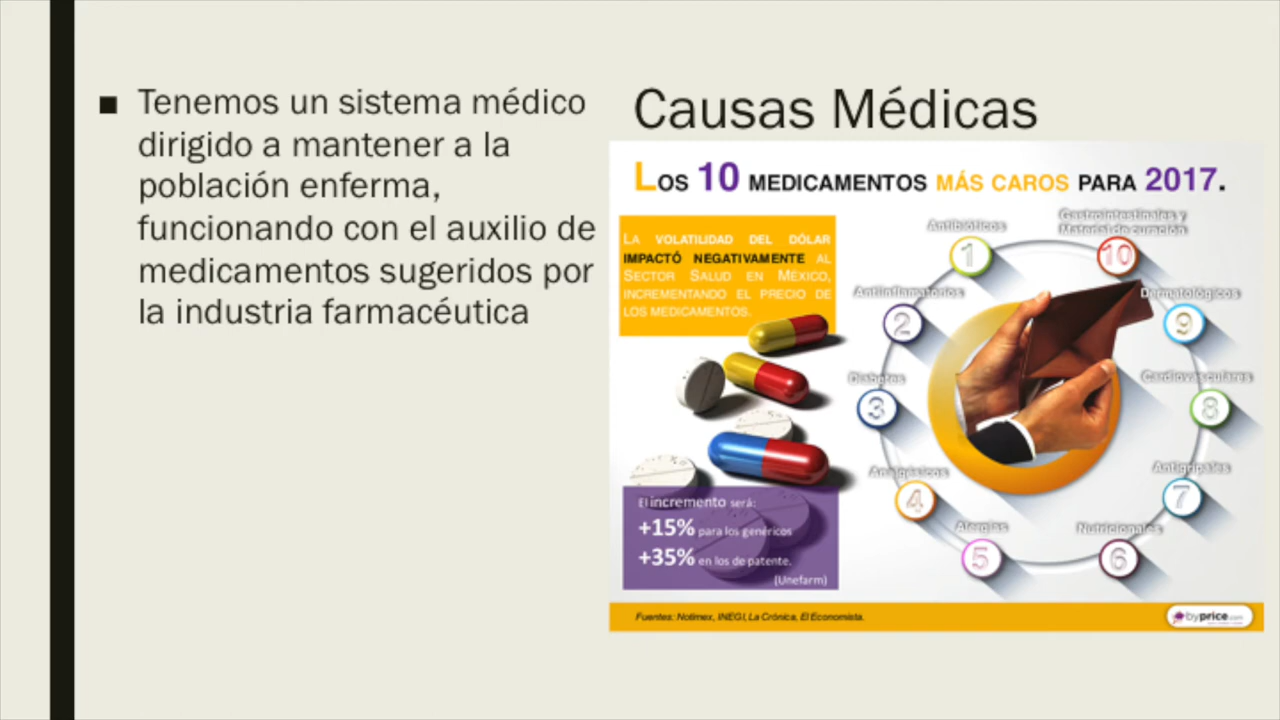 ■ Tenemos un sistema médico
dirigido a mantener a la
población enferma,
funcionando con el auxilio de
medicamentos sugeridos por
la industria farmacéutica
Causas Médicas
LOS 10 MEDICAMENTOS MÁS CAROS PARA 2017.
LA VOLATILIDAD DEL DÓLAR
IMPACTÓ NEGATIVAMENTE AL
SECTOR SALUD EN MÉXICO,
INCREMENTANDO EL PRECIO DE
LOS MEDICAMENTOS.
Antibióticos
1
Antiinflamatorios
2
Diabetes
3
Analgésicos
4
Alergias
5
Nutricionales
6
Antigripales
7
Cardiovasculares
8
Dermatológicos
9
Gastrointestinales y
Material de curación
10
El incremento será:
+15% para los genéricos
+35% en los de patente.
(Unefarm)
Fuentes: Notimex, INEGI, La Crónica, El Economista.
byprice.com